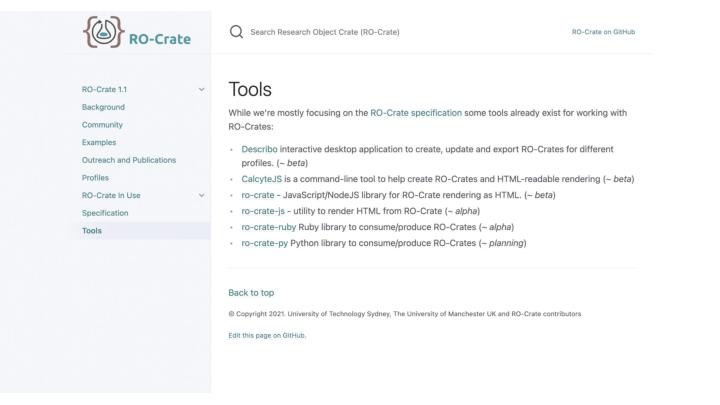 RO-Crate
Search Research Object Crate (RO-Crate)
RO-Crate on GitHub
RO-Crate 1.1
Background
Community
Examples
Outreach and Publications
Profiles
RO-Crate In Use
Specification
Tools
Tools
While we're mostly focusing on the RO-Crate specification some tools already exist for working with
RO-Crates:
Describo interactive desktop application to create, update and export RO-Crates for different
profiles. (~ beta)
CalcyteJS is a command-line tool to help create RO-Crates and HTML-readable rendering (~ beta)
ro-crate - JavaScript/NodeJS library for RO-Crate rendering as HTML. (~ beta)
ro-crate-js - utility to render HTML from RO-Crate (~ alpha)
ro-crate-ruby Ruby library to consume/produce RO-Crates (~ alpha)
ro-crate-py Python library to consume/produce RO-Crates (~ planning)
Back to top
© Copyright 2021. University of Technology Sydney, The University of Manchester UK and RO-Crate contributors
Edit this page on GitHub.